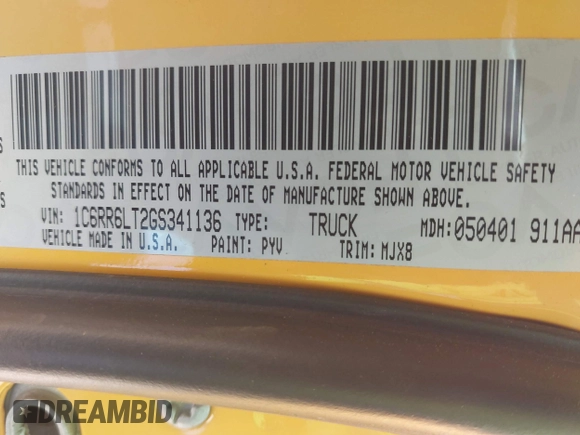 THIS VEHICLE CONFORMS TO ALL APPLICABLE U.S.A. FEDERAL MOTOR VEHICLE SAFETY
STANDARDS IN EFFECT ON THE DATE OF MANUFACTURE SHOWN ABOVE.
VIN: 1C6RR6LT2GS341136 TYPE: TRUCK MDH: 050401 911AA
VEHICLE MADE IN U.S.A. PAINT: PYV TRIM: MJX8
DREAMBID